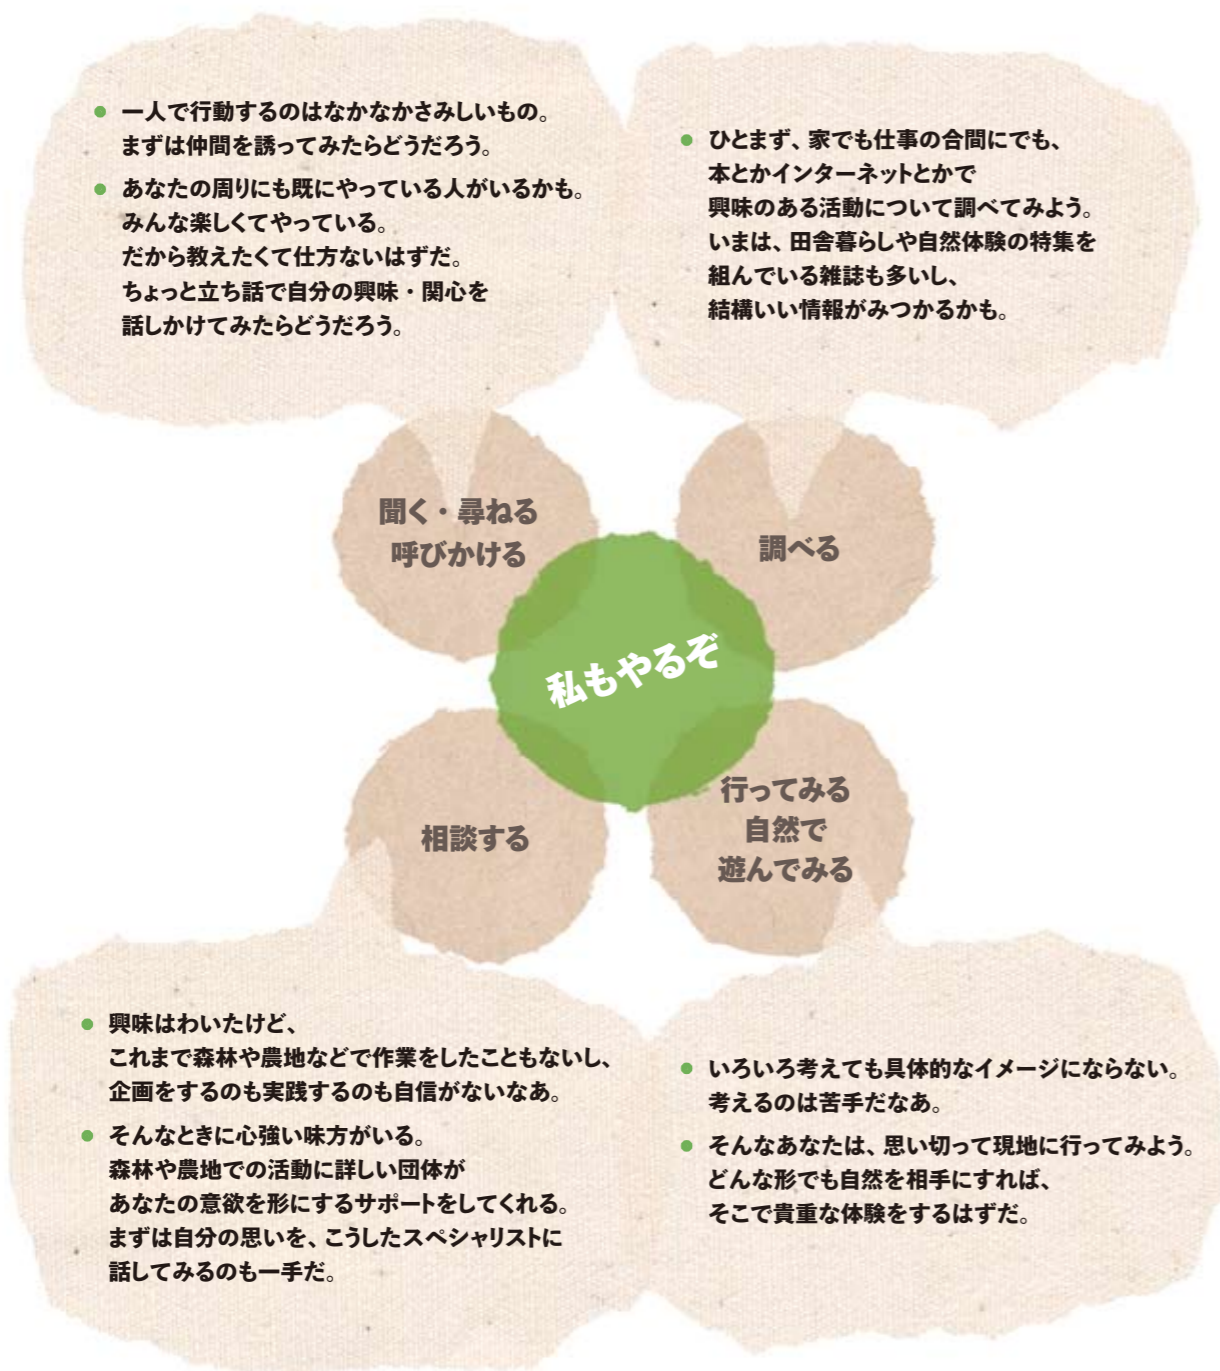 ● 一人で行動するのはなかなかさみしいもの。
まずは仲間を誘ってみたらどうだろう。
● あなたの周りにも既にやっている人がいるかも。
みんな楽しくてやっている。
だから教えたくて仕方ないはずだ。
ちょっと立ち話で自分の興味・関心を
話しかけてみたらどうだろう。
● ひとまず、家でも仕事の合間にでも、
本とかインターネットとかで
興味のある活動について調べてみよう。
いまは、田舎暮らしや自然体験の特集を
組んでいる雑誌も多いし、
結構いい情報がみつかるかも。
聞く・尋ねる
呼びかける
調べる
私もやるぞ
相談する
行ってみる
自然で
遊んでみる
● 興味はわいたけど、
これまで森林や農地などで作業をしたこともないし、
企画をするのも実践するのも自信がないなあ。
● そんなときに心強い味方がいる。
森林や農地での活動に詳しい団体が
あなたの意欲を形にするサポートをしてくれる。
まずは自分の思いを、こうしたスペシャリストに
話してみるのも一手だ。
● いろいろ考えても具体的なイメージにならない。
考えるのは苦手だなあ。
● そんなあなたは、思い切って現地に行ってみよう。
どんな形でも自然を相手にすれば、
そこで貴重な体験をするはずだ。